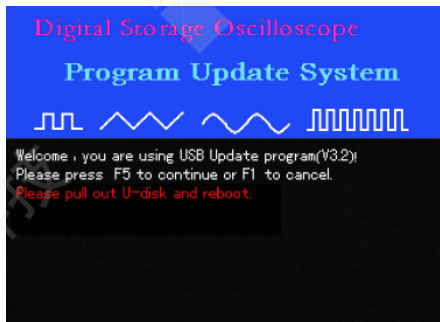 Digital Storage Oscilloscope
Program Update System
Welcome , you are using USB Update program(V3.2)!
Please press F5 to continue or F1 to cancel.
Please pull out U-disk and reboot.